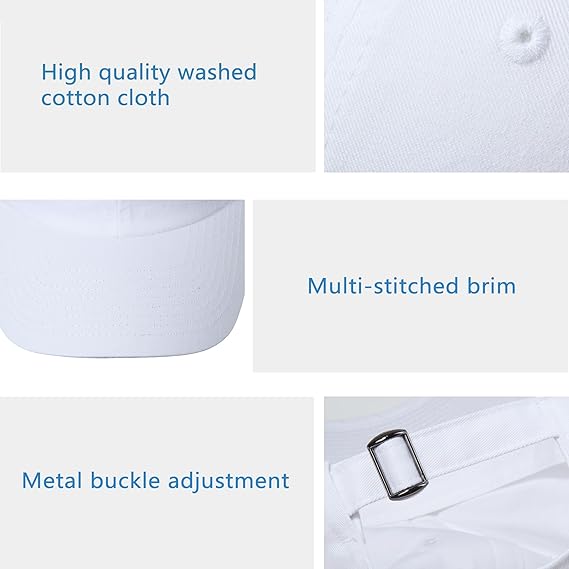 High quality washed
cotton cloth
Multi-stitched brim
Metal buckle adjustment